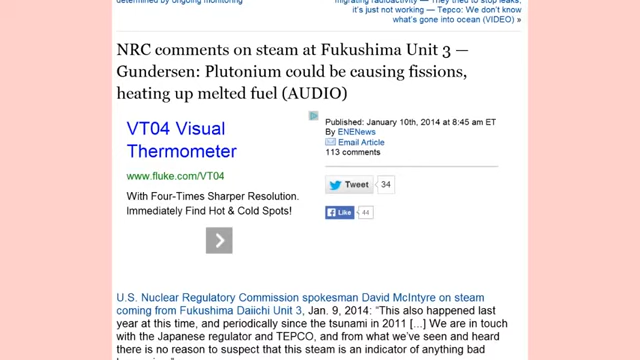 determined by ongoing monitoring
migrating radioactivity — They tried to stop leaks,
it's just not working — Tepco: We don't know
what's gone into ocean (VIDEO) »
NRC comments on steam at Fukushima Unit 3 —
Gundersen: Plutonium could be causing fissions,
heating up melted fuel (AUDIO)
VT04 Visual
Thermometer
www.fluke.com/VT04
With Four-Times Sharper Resolution.
Immediately Find Hot & Cold Spots!
Published: January 10th, 2014 at 8:45 am ET
By ENENews
Email Article
113 comments
Tweet 34
Like 44
U.S. Nuclear Regulatory Commission spokesman David McIntyre on steam
coming from Fukushima Daiichi Unit 3, Jan. 9, 2014: “This also happened last
year at this time, and periodically since the tsunami in 2011 [...] We are in touch
with the Japanese regulator and TEPCO, and from what we've seen and heard
there is no reason to suspect that this steam is an indicator of anything bad